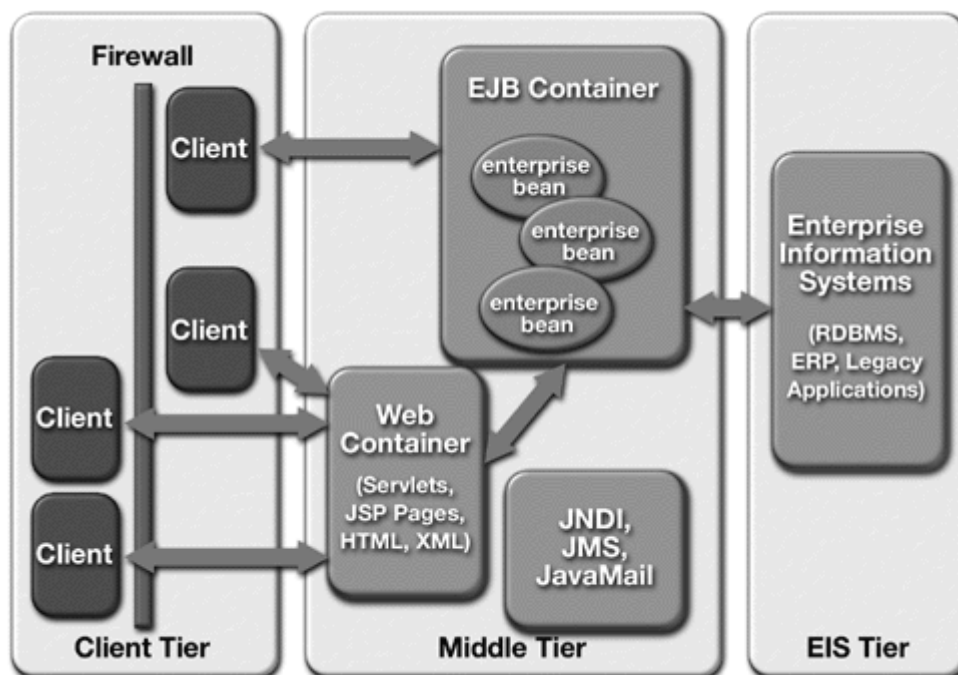 Firewall
Client
Client
Client
Client
Client Tier
EJB Container
enterprise
bean
enterprise
bean
enterprise
bean
Web
Container
(Servlets,
JSP Pages,
HTML, XML)
JNDI,
JMS,
JavaMail
Middle Tier
Enterprise
Information
Systems
(RDBMS,
ERP, Legacy
Applications)
EIS Tier